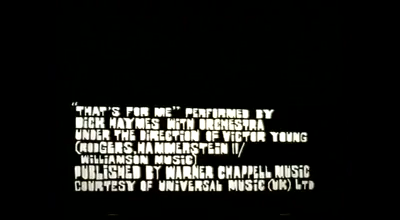 "THAT'S FOR ME" PERFORMED BY
DICK HAYMES WITH ORCHESTRA
UNDER THE DIRECTION OF VICTOR YOUNG
(RODGERS, HAMMERSTEIN II/
WILLIAMSON MUSIC)
PUBLISHED BY WARNER CHAPPELL MUSIC
COURTESY OF UNIVERSAL MUSIC (UK) LTD